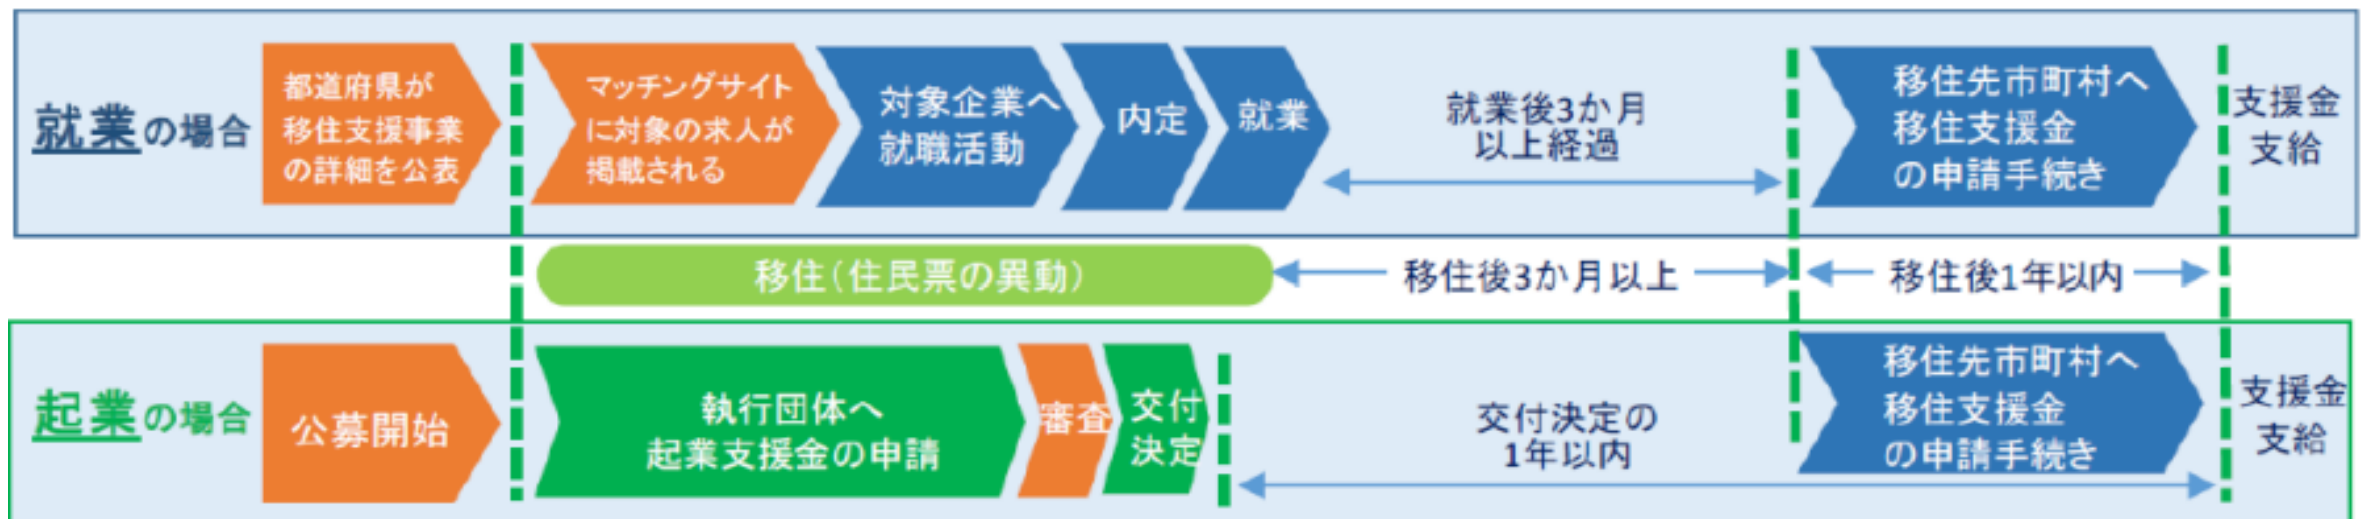 就業の場合
都道府県が
移住支援事業
の詳細を公表
マッチングサイト
に対象の求人が
掲載される
対象企業へ
就職活動
内定
就業
就業後3か月
以上経過
移住先市町村へ
移住支援金
の申請手続き
支援金
支給
移住(住民票の異動)
移住後3か月以上
移住後1年以内
起業の場合
公募開始
執行団体へ
起業支援金の申請
審査
交付
決定
交付決定の
1年以内
移住先市町村へ
移住支援金
の申請手続き
支援金
支給